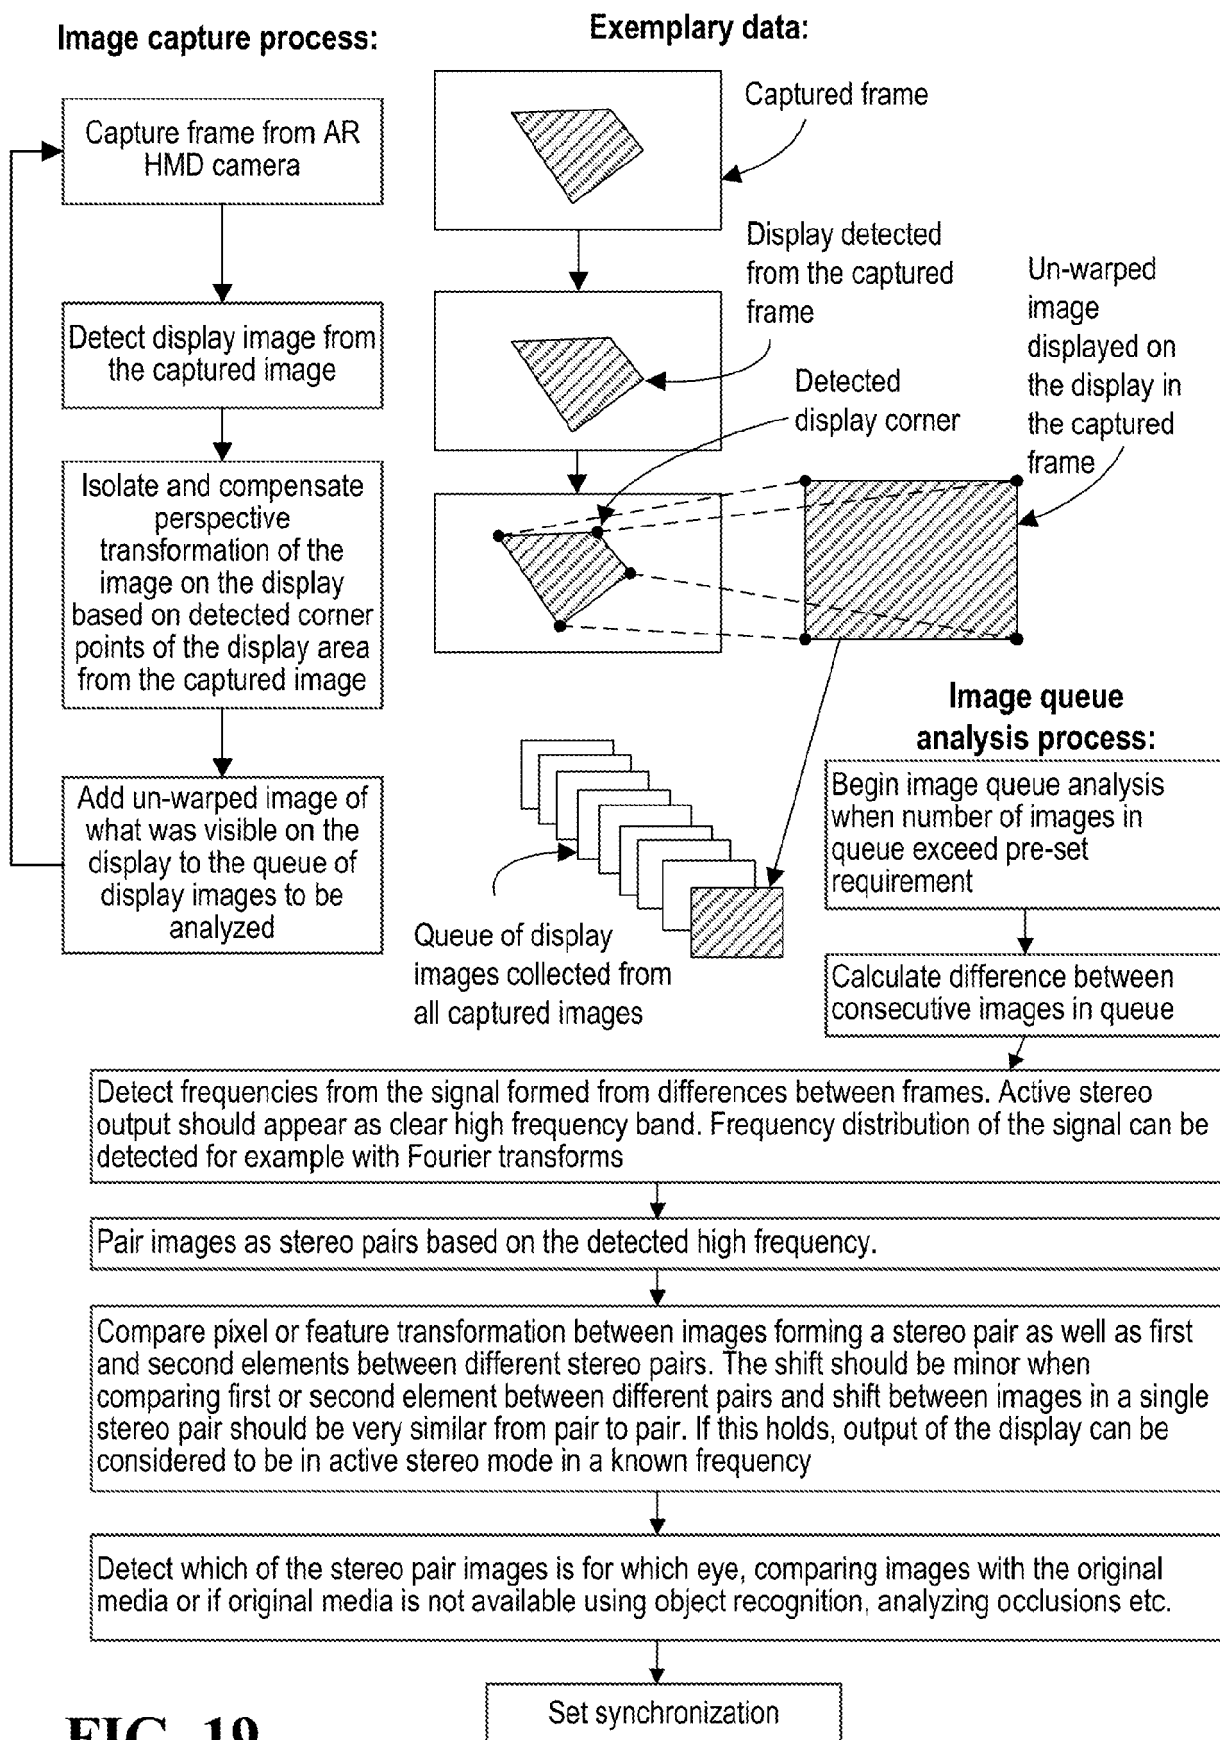 Image capture process:
Capture frame from AR
HMD camera
Detect display image from
the captured image
Isolate and compensate
perspective
transformation of the
image on the display
based on detected corner
points of the display area
from the captured image
Add un-warped image of
what was visible on the
display to the queue of
display images to be
analyzed
Exemplary data:
Captured frame
Display detected
from the captured
frame
Detected
display corner
Un-warped
image
displayed on
the display in
the captured
frame
Queue of display
images collected from
all captured images
Image queue
analysis process:
Begin image queue analysis
when number of images in
queue exceed pre-set
requirement
Calculate difference between
consecutive images in queue
Detect frequencies from the signal formed from differences between frames. Active stereo
output should appear as clear high frequency band. Frequency distribution of the signal can be
detected for example with Fourier transforms
Pair images as stereo pairs based on the detected high frequency.
Compare pixel or feature transformation between images forming a stereo pair as well as first
and second elements between different stereo pairs. The shift should be minor when
comparing first or second element between different pairs and shift between images in a single
stereo pair should be very similar from pair to pair. If this holds, output of the display can be
considered to be in active stereo mode in a known frequency
Detect which of the stereo pair images is for which eye, comparing images with the original
media or if original media is not available using object recognition, analyzing occlusions etc.
Set synchronization
FIG. 19